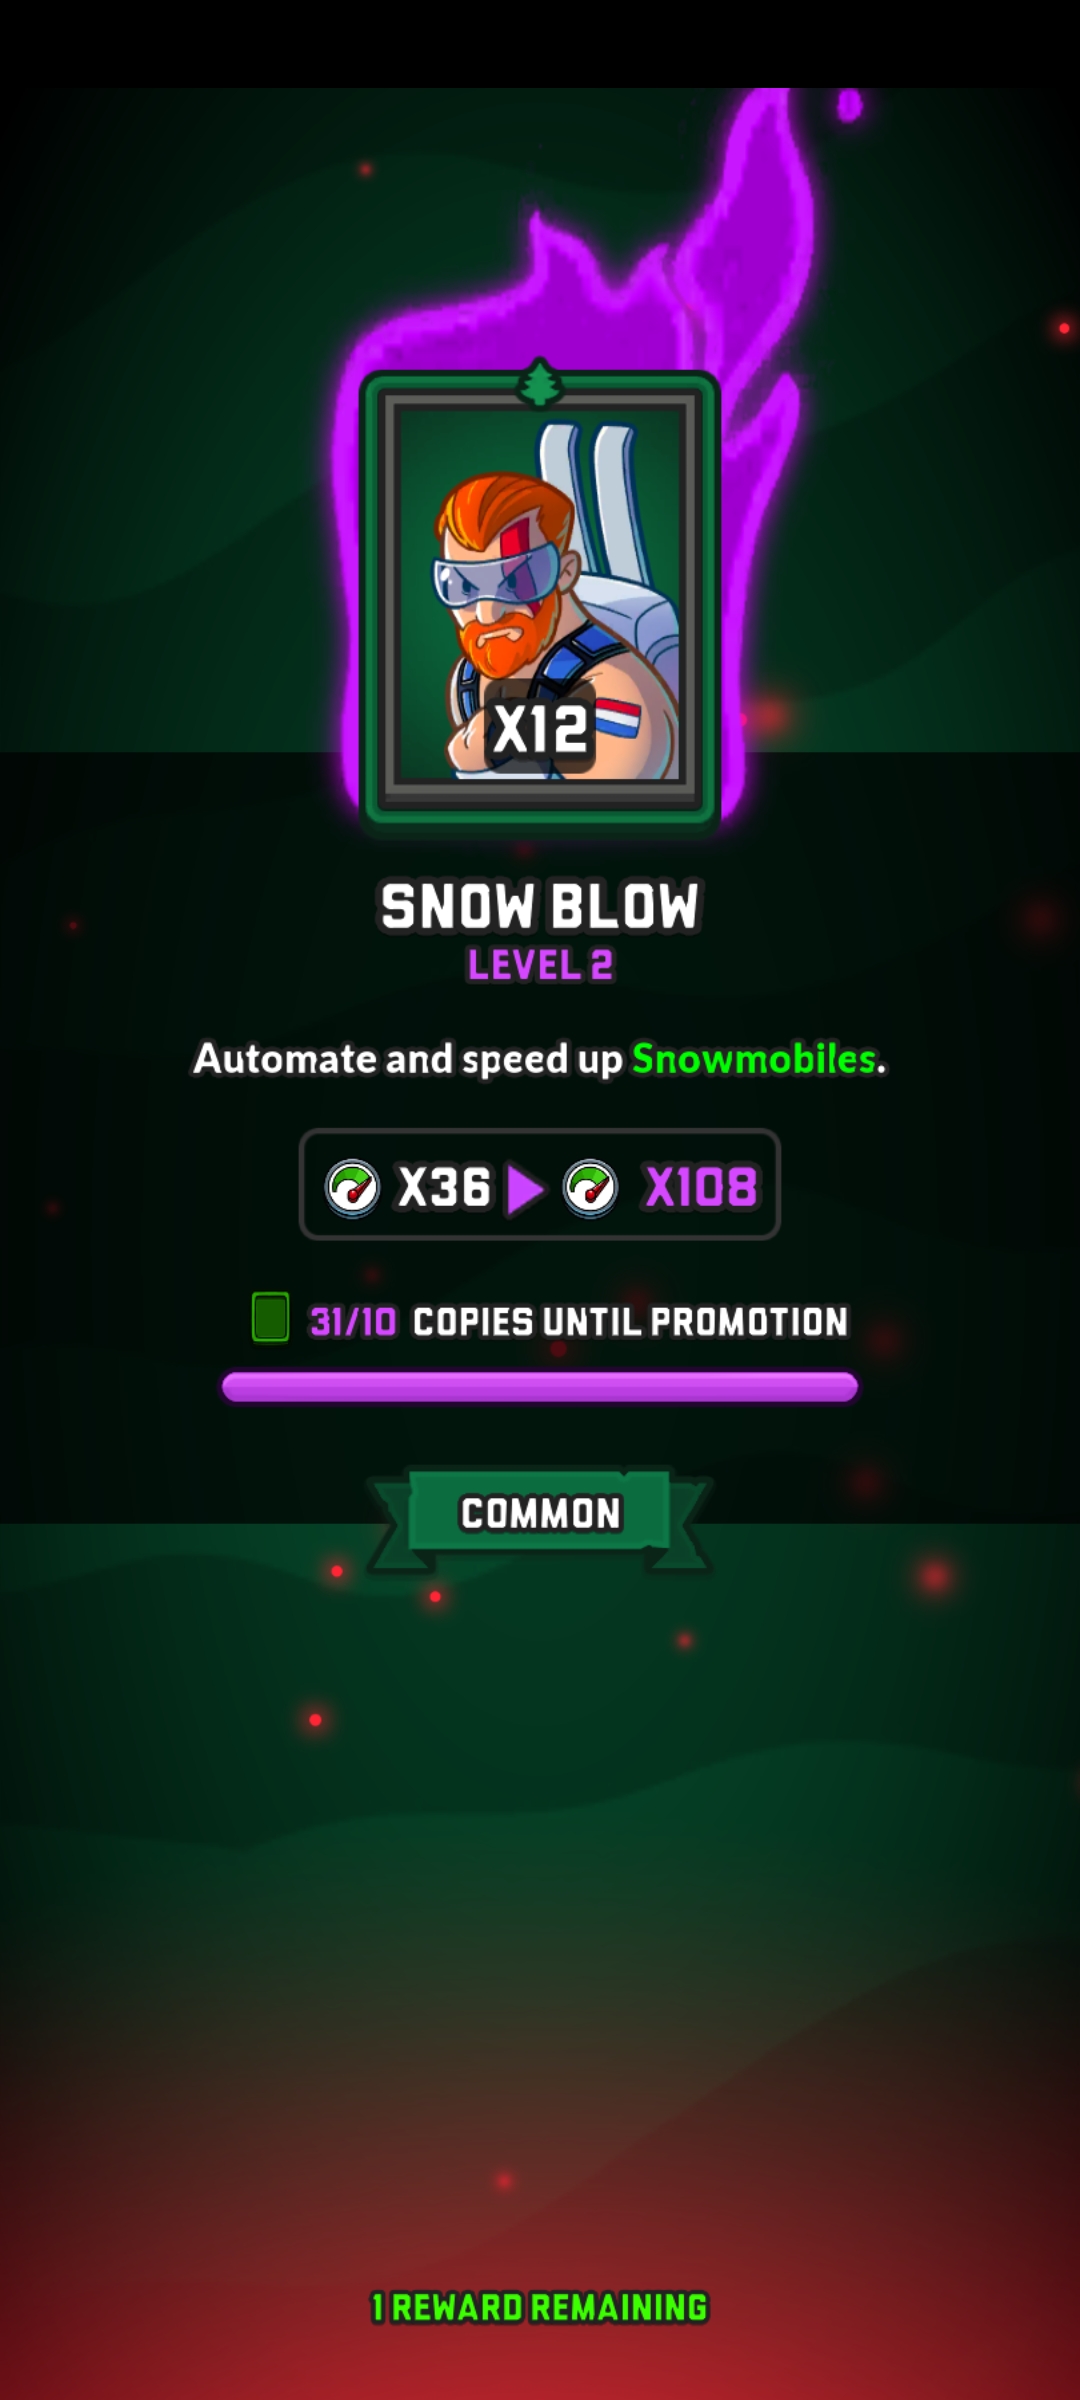 X12
SNOW BLOW
LEVEL 2
Automate and speed up Snowmobiles.
X36 X108
31/10 COPIES UNTIL PROMOTION
COMMON
1 REWARD REMAINING